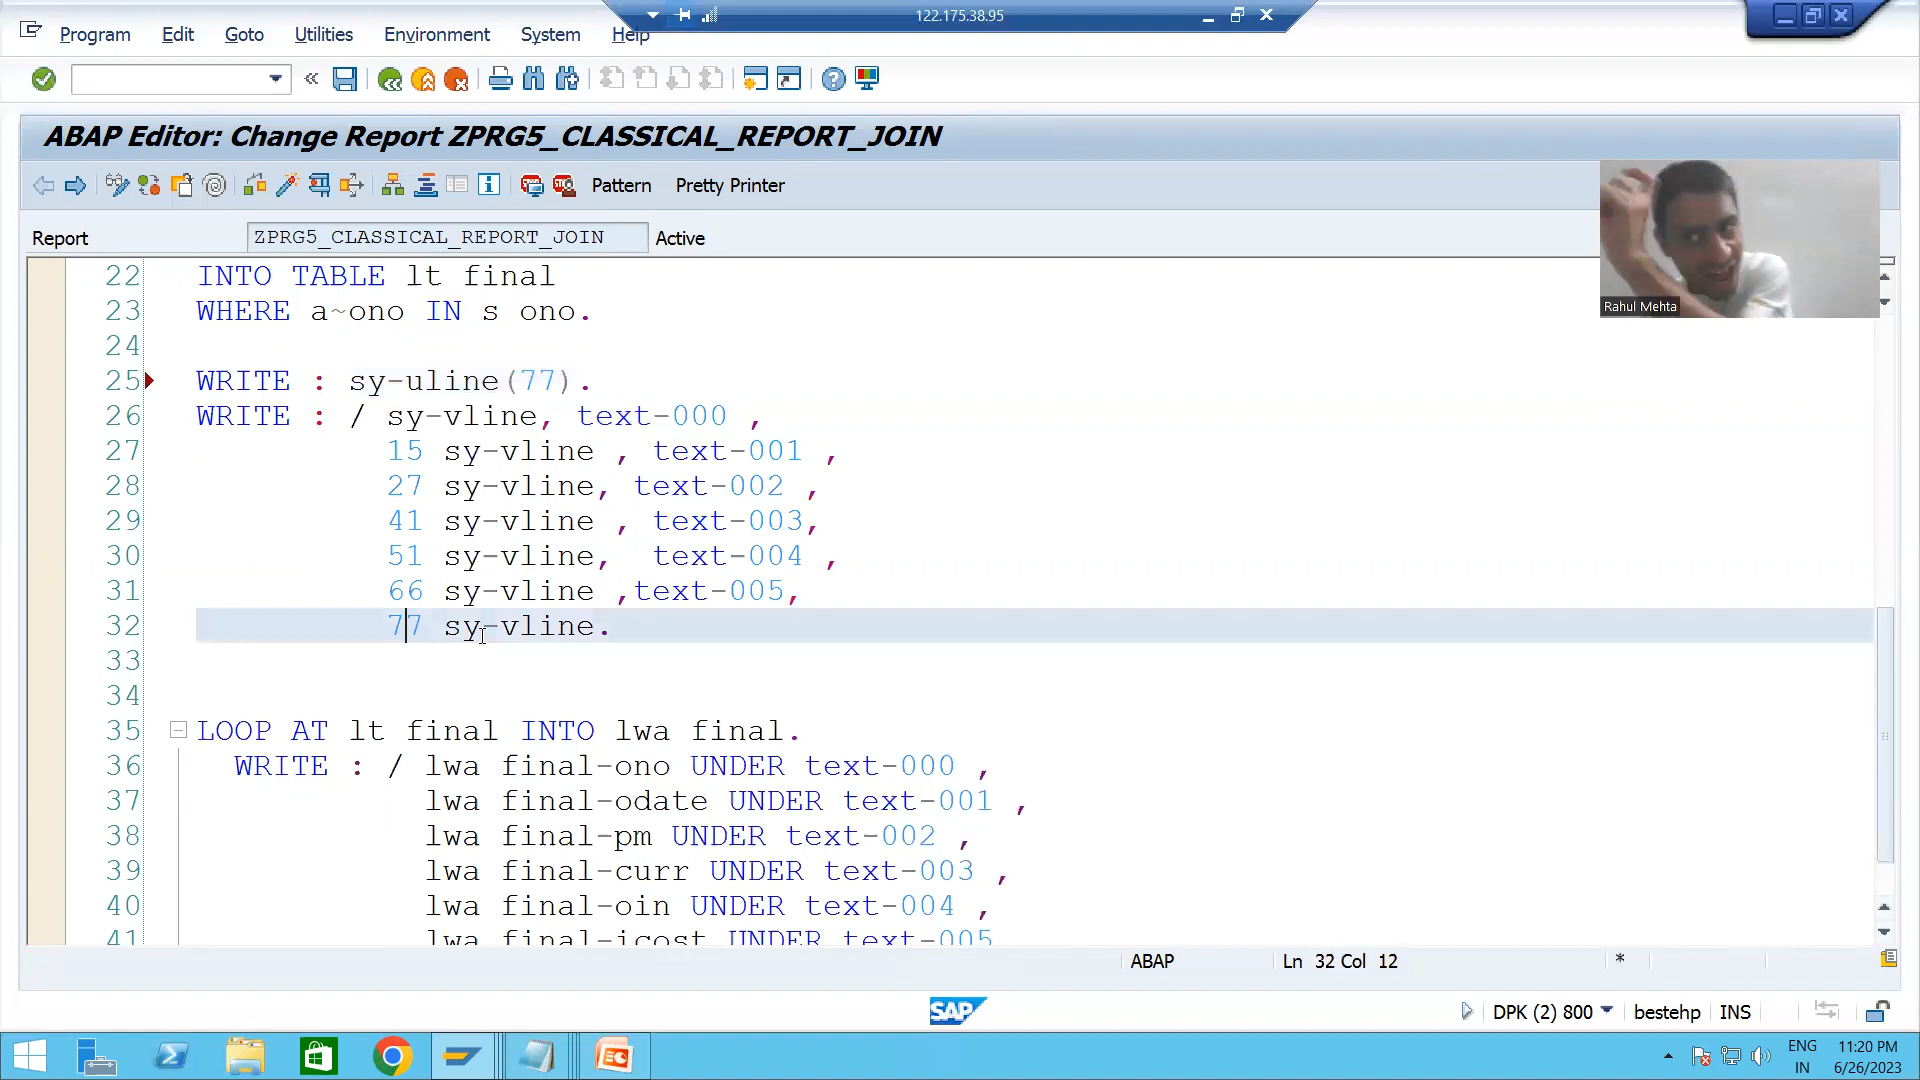 122.175.38.95
Program Edit Goto Utilities Environment System Help
ABAP Editor: Change Report ZPRG5_CLASSICAL_REPORT_JOIN
Pattern Pretty Printer
Report ZPRG5_CLASSICAL_REPORT_JOIN Active
Rahul Mehta
22 INTO TABLE lt final
23 WHERE a~ono IN s ono.
24
25 WRITE : sy-uline(77).
26 WRITE : / sy-vline, text-000 ,
27 15 sy-vline , text-001 ,
28 27 sy-vline, text-002 ,
29 41 sy-vline , text-003,
30 51 sy-vline, text-004 ,
31 66 sy-vline ,text-005,
32 77 sy-vline.
33
34
35 LOOP AT lt final INTO lwa final.
36 WRITE : / lwa final-ono UNDER text-000 ,
37 lwa final-odate UNDER text-001 ,
38 lwa final-pm UNDER text-002 ,
39 lwa final-curr UNDER text-003 ,
40 lwa final-oin UNDER text-004 ,
41 lwa final-icost UNDER text-005
ABAP Ln 32 Col 12 *
SAP DPK (2) 800 bestehp INS
ENG 11:20 PM
IN 6/26/2023